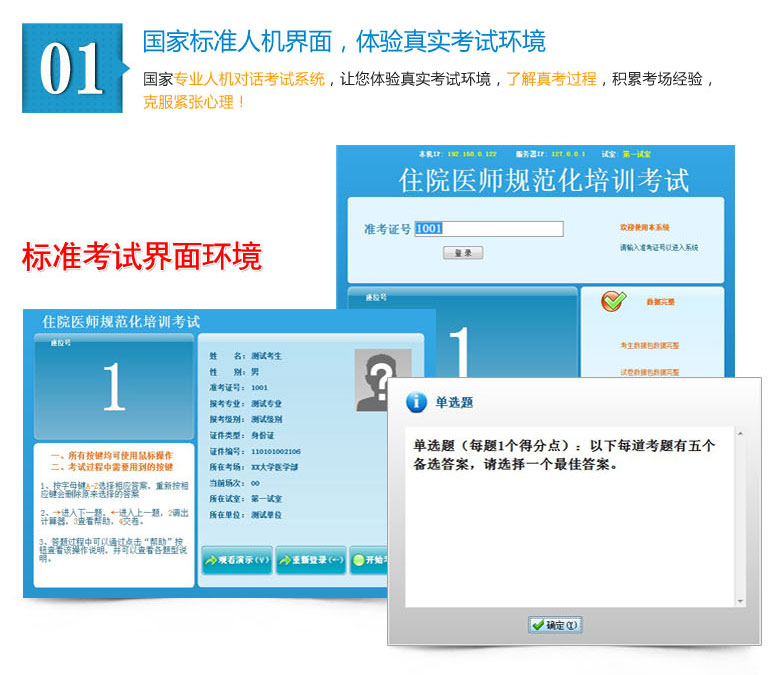 01
国家标准人机界面，体验真实考试环境
国家专业人机对话考试系统，让您体验真实考试环境，了解真考过程，积累考场经验，
克服紧张心理！
标准考试界面环境
本机IP: 192.168.0.122 服务器IP: 127.0.0.1 试室: 第一试室
住院医师规范化培训考试
准考证号 1001
登录
欢迎使用本系统
请输入准考证号以进入系统
座位号
1
数据完整
考生数据包数据完整
试卷数据包数据完整
住院医师规范化培训考试
座位号
1
一、所有按键均可使用鼠标操作
二、考试过程中需要用到的按键
1、按字母键A-Z选择相应答案，重新按相
应键会删除原来选择的答案
2、→进入下一题，←进入上一题，2调出
计算器，3查看帮助，4交卷。
3、答题过程中可以通过点击“帮助”按
钮查看该操作说明，并可以查看各题型说
明。
姓 名: 测试考生
性 别: 男
准考证号: 1001
报考专业: 测试专业
报考级别: 测试级别
证件类型: 身份证
证件编号: 110101002106
所在考场: XX大学医学部
当前场次: 00
所在试室: 第一试室
所在单位: 测试单位
观看演示(V) 重新登录(←) 开始
单选题
单选题（每题1个得分点）：以下每道考题有五个
备选答案，请选择一个最佳答案。
确定(Y)